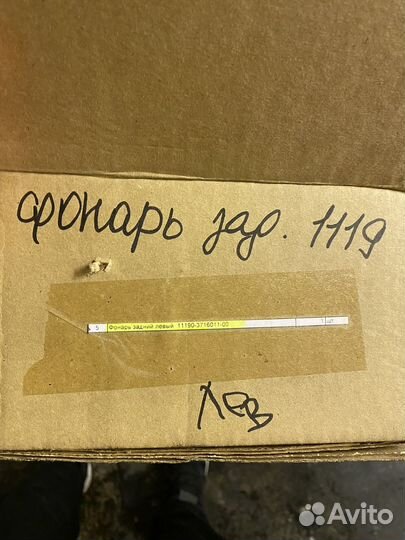 фонарь зад. 1119
5 Фонарь задний левый 11190-3716011-00 1 шт
лев
Avito